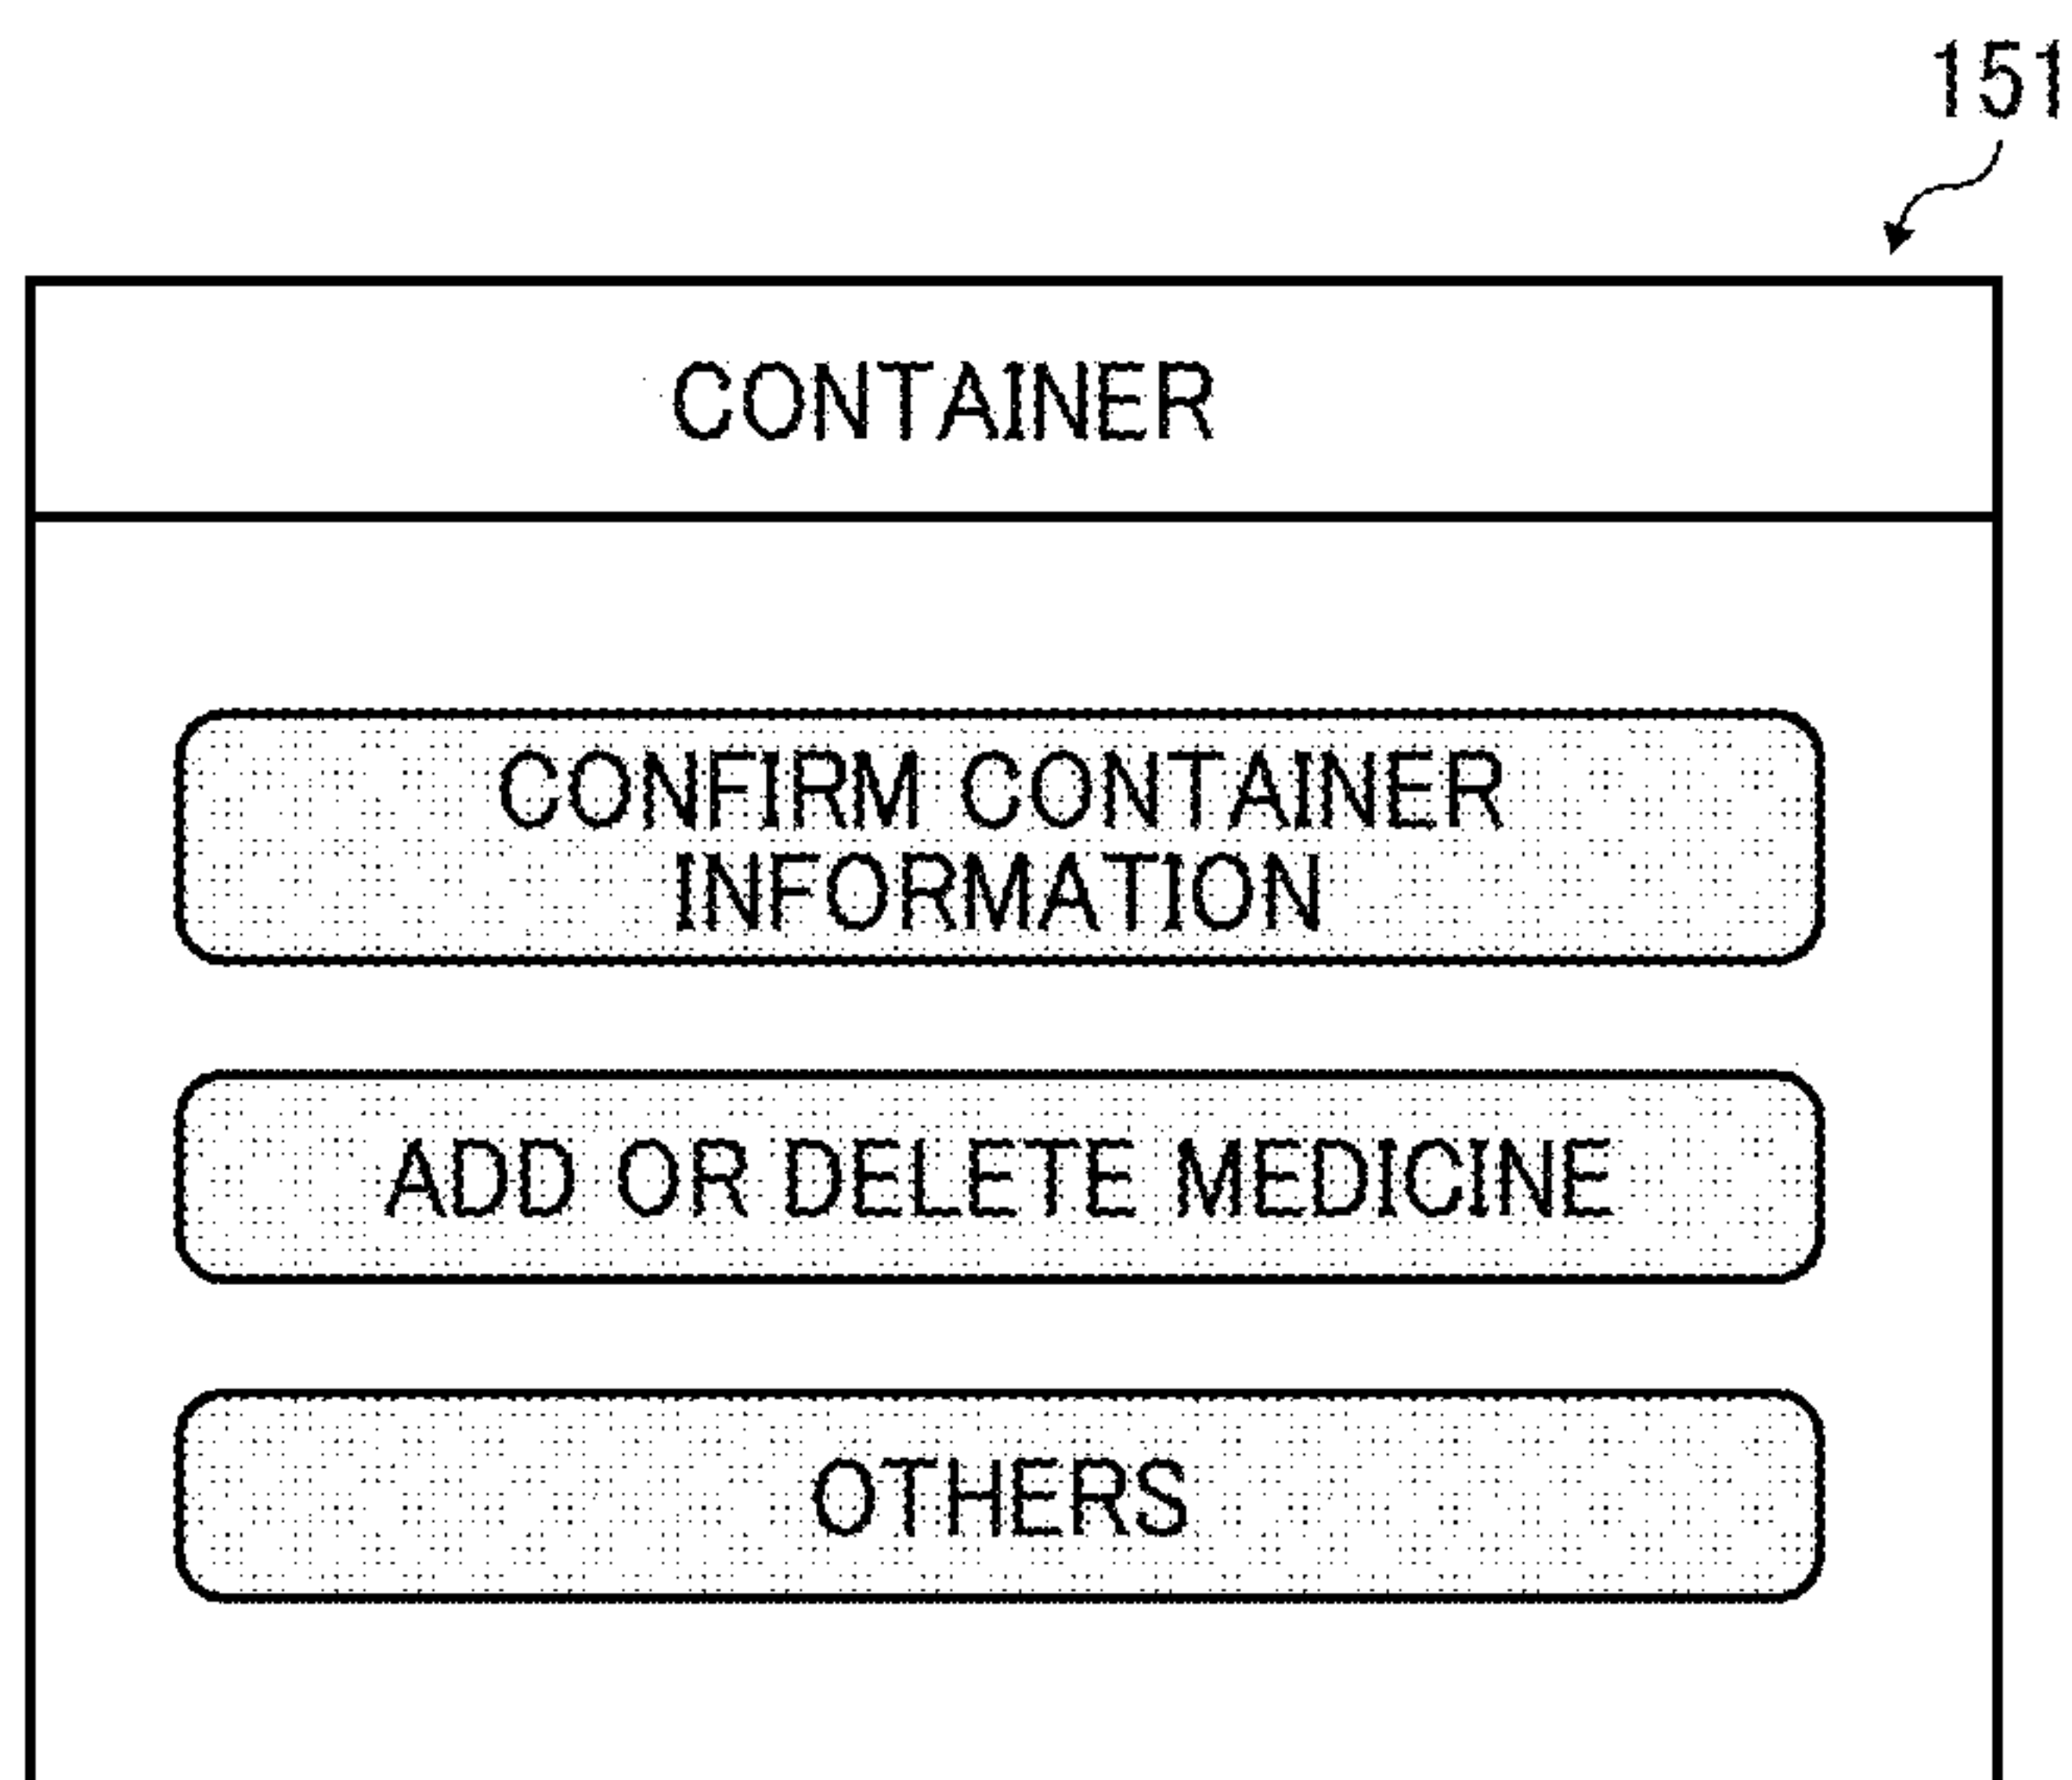 151
CONTAINER
CONFIRM CONTAINER
INFORMATION
ADD OR DELETE MEDICINE
OTHERS